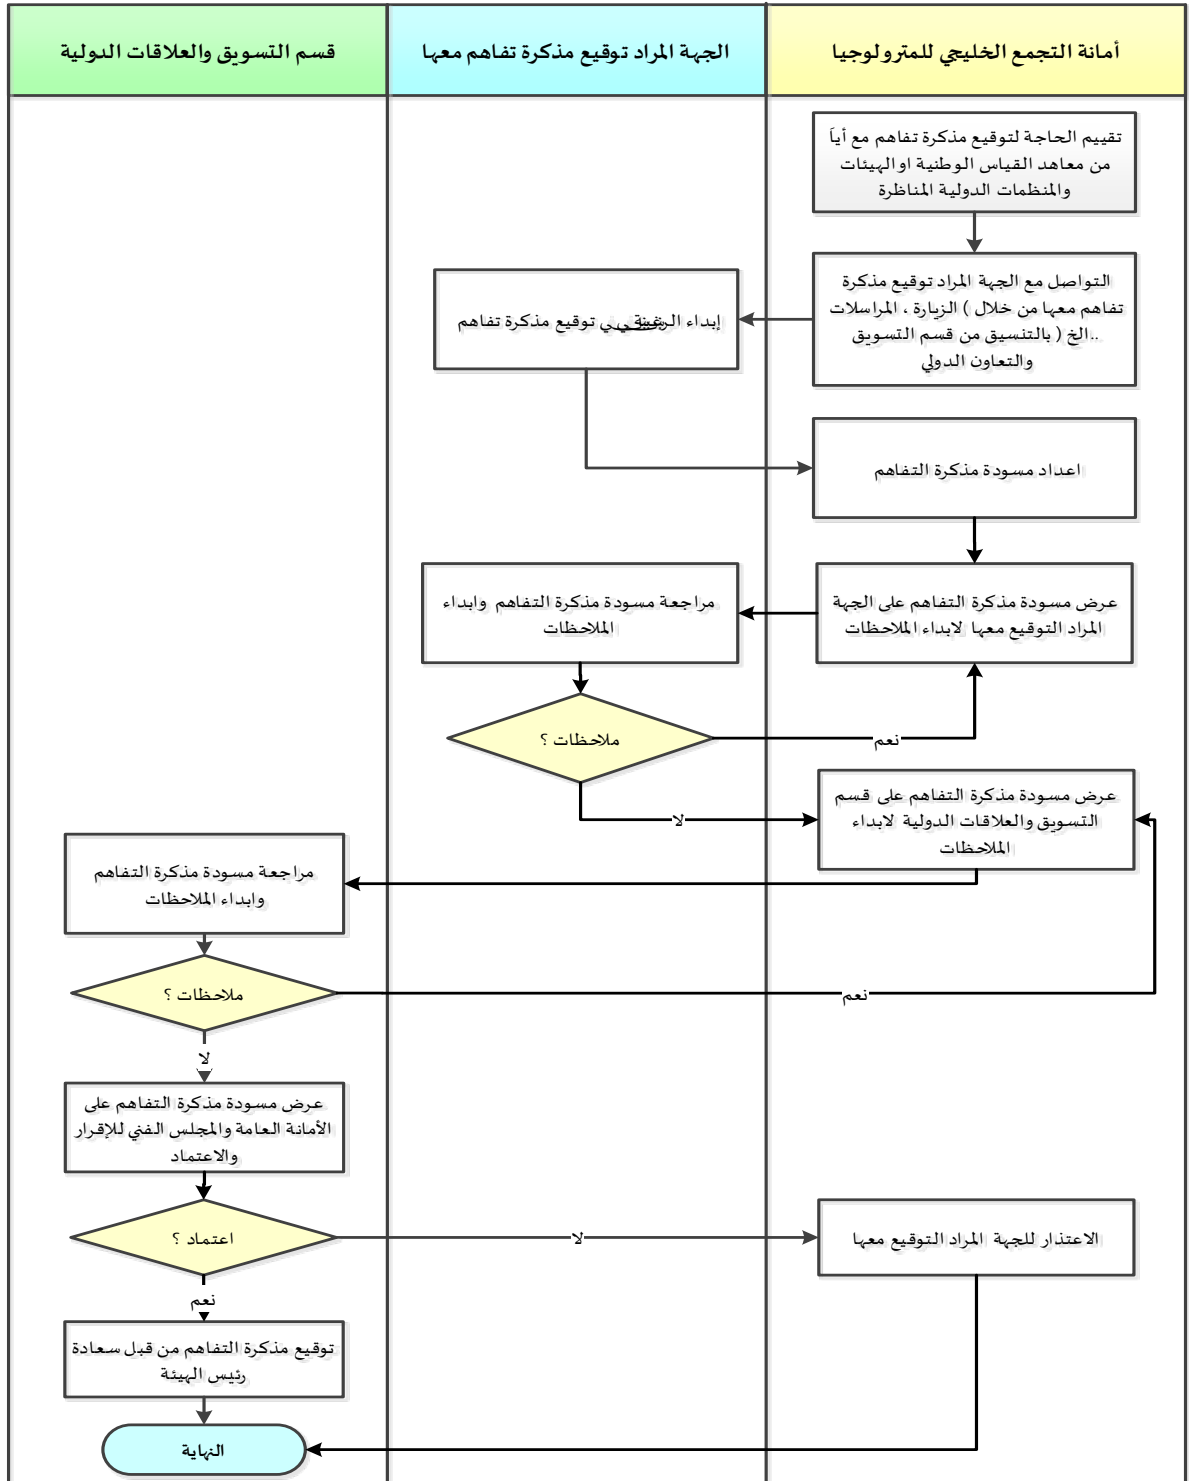 أمانة التجمع الخليجي للمترولوجيا
الجهة المراد توقيع مذكرة تفاهم معها
قسم التسويق والعلاقات الدولية
تقييم الحاجة لتوقيع مذكرة تفاهم مع أياَ
من معاهد القياس الوطنية او الهيئات
والمنظمات الدولية المناظرة
التواصل مع الجهة المراد توقيع مذكرة
تفاهم معها من خلال ( الزيارة ، المراسلات
..الخ ) بالتنسيق من قسم التسويق
والتعاون الدولي
إبداء الرغبة في توقيع مذكرة تفاهم
اعداد مسودة مذكرة التفاهم
عرض مسودة مذكرة التفاهم على الجهة
المراد التوقيع معها لابداء الملاحظات
مراجعة مسودة مذكرة التفاهم وابداء
الملاحظات
ملاحظات ؟
نعم
لا
عرض مسودة مذكرة التفاهم على قسم
التسويق والعلاقات الدولية لابداء
الملاحظات
مراجعة مسودة مذكرة التفاهم
وابداء الملاحظات
ملاحظات ؟
نعم
لا
عرض مسودة مذكرة التفاهم على
الأمانة العامة والمجلس الفني للإقرار
والاعتماد
اعتماد ؟
لا
الاعتذار للجهة المراد التوقيع معها
نعم
توقيع مذكرة التفاهم من قبل سعادة
رئيس الهيئة
النهاية